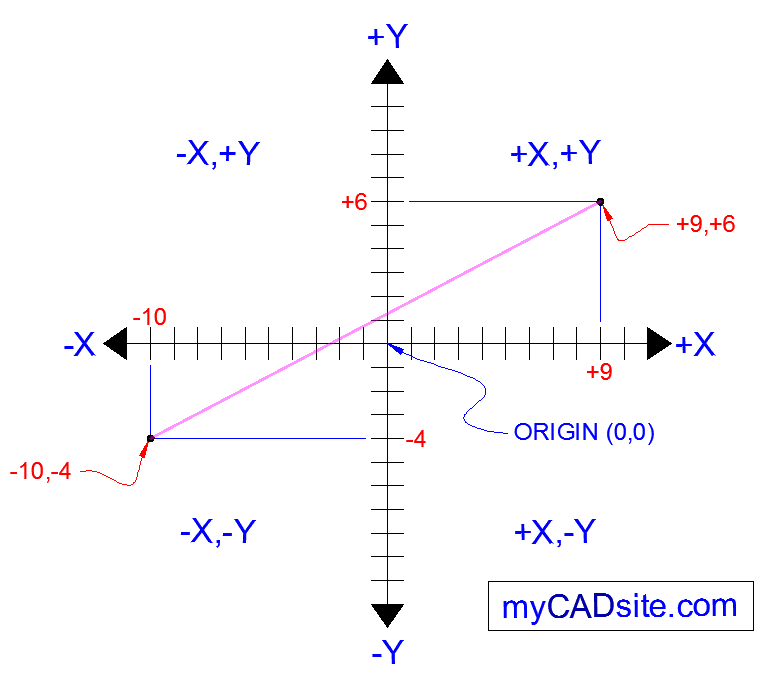 +Y
-X,+Y
+X,+Y
+6
+9,+6
-10
-X
+X
+9
ORIGIN (0,0)
-4
-10,-4
-X,-Y
+X,-Y
myCADsite.com
-Y